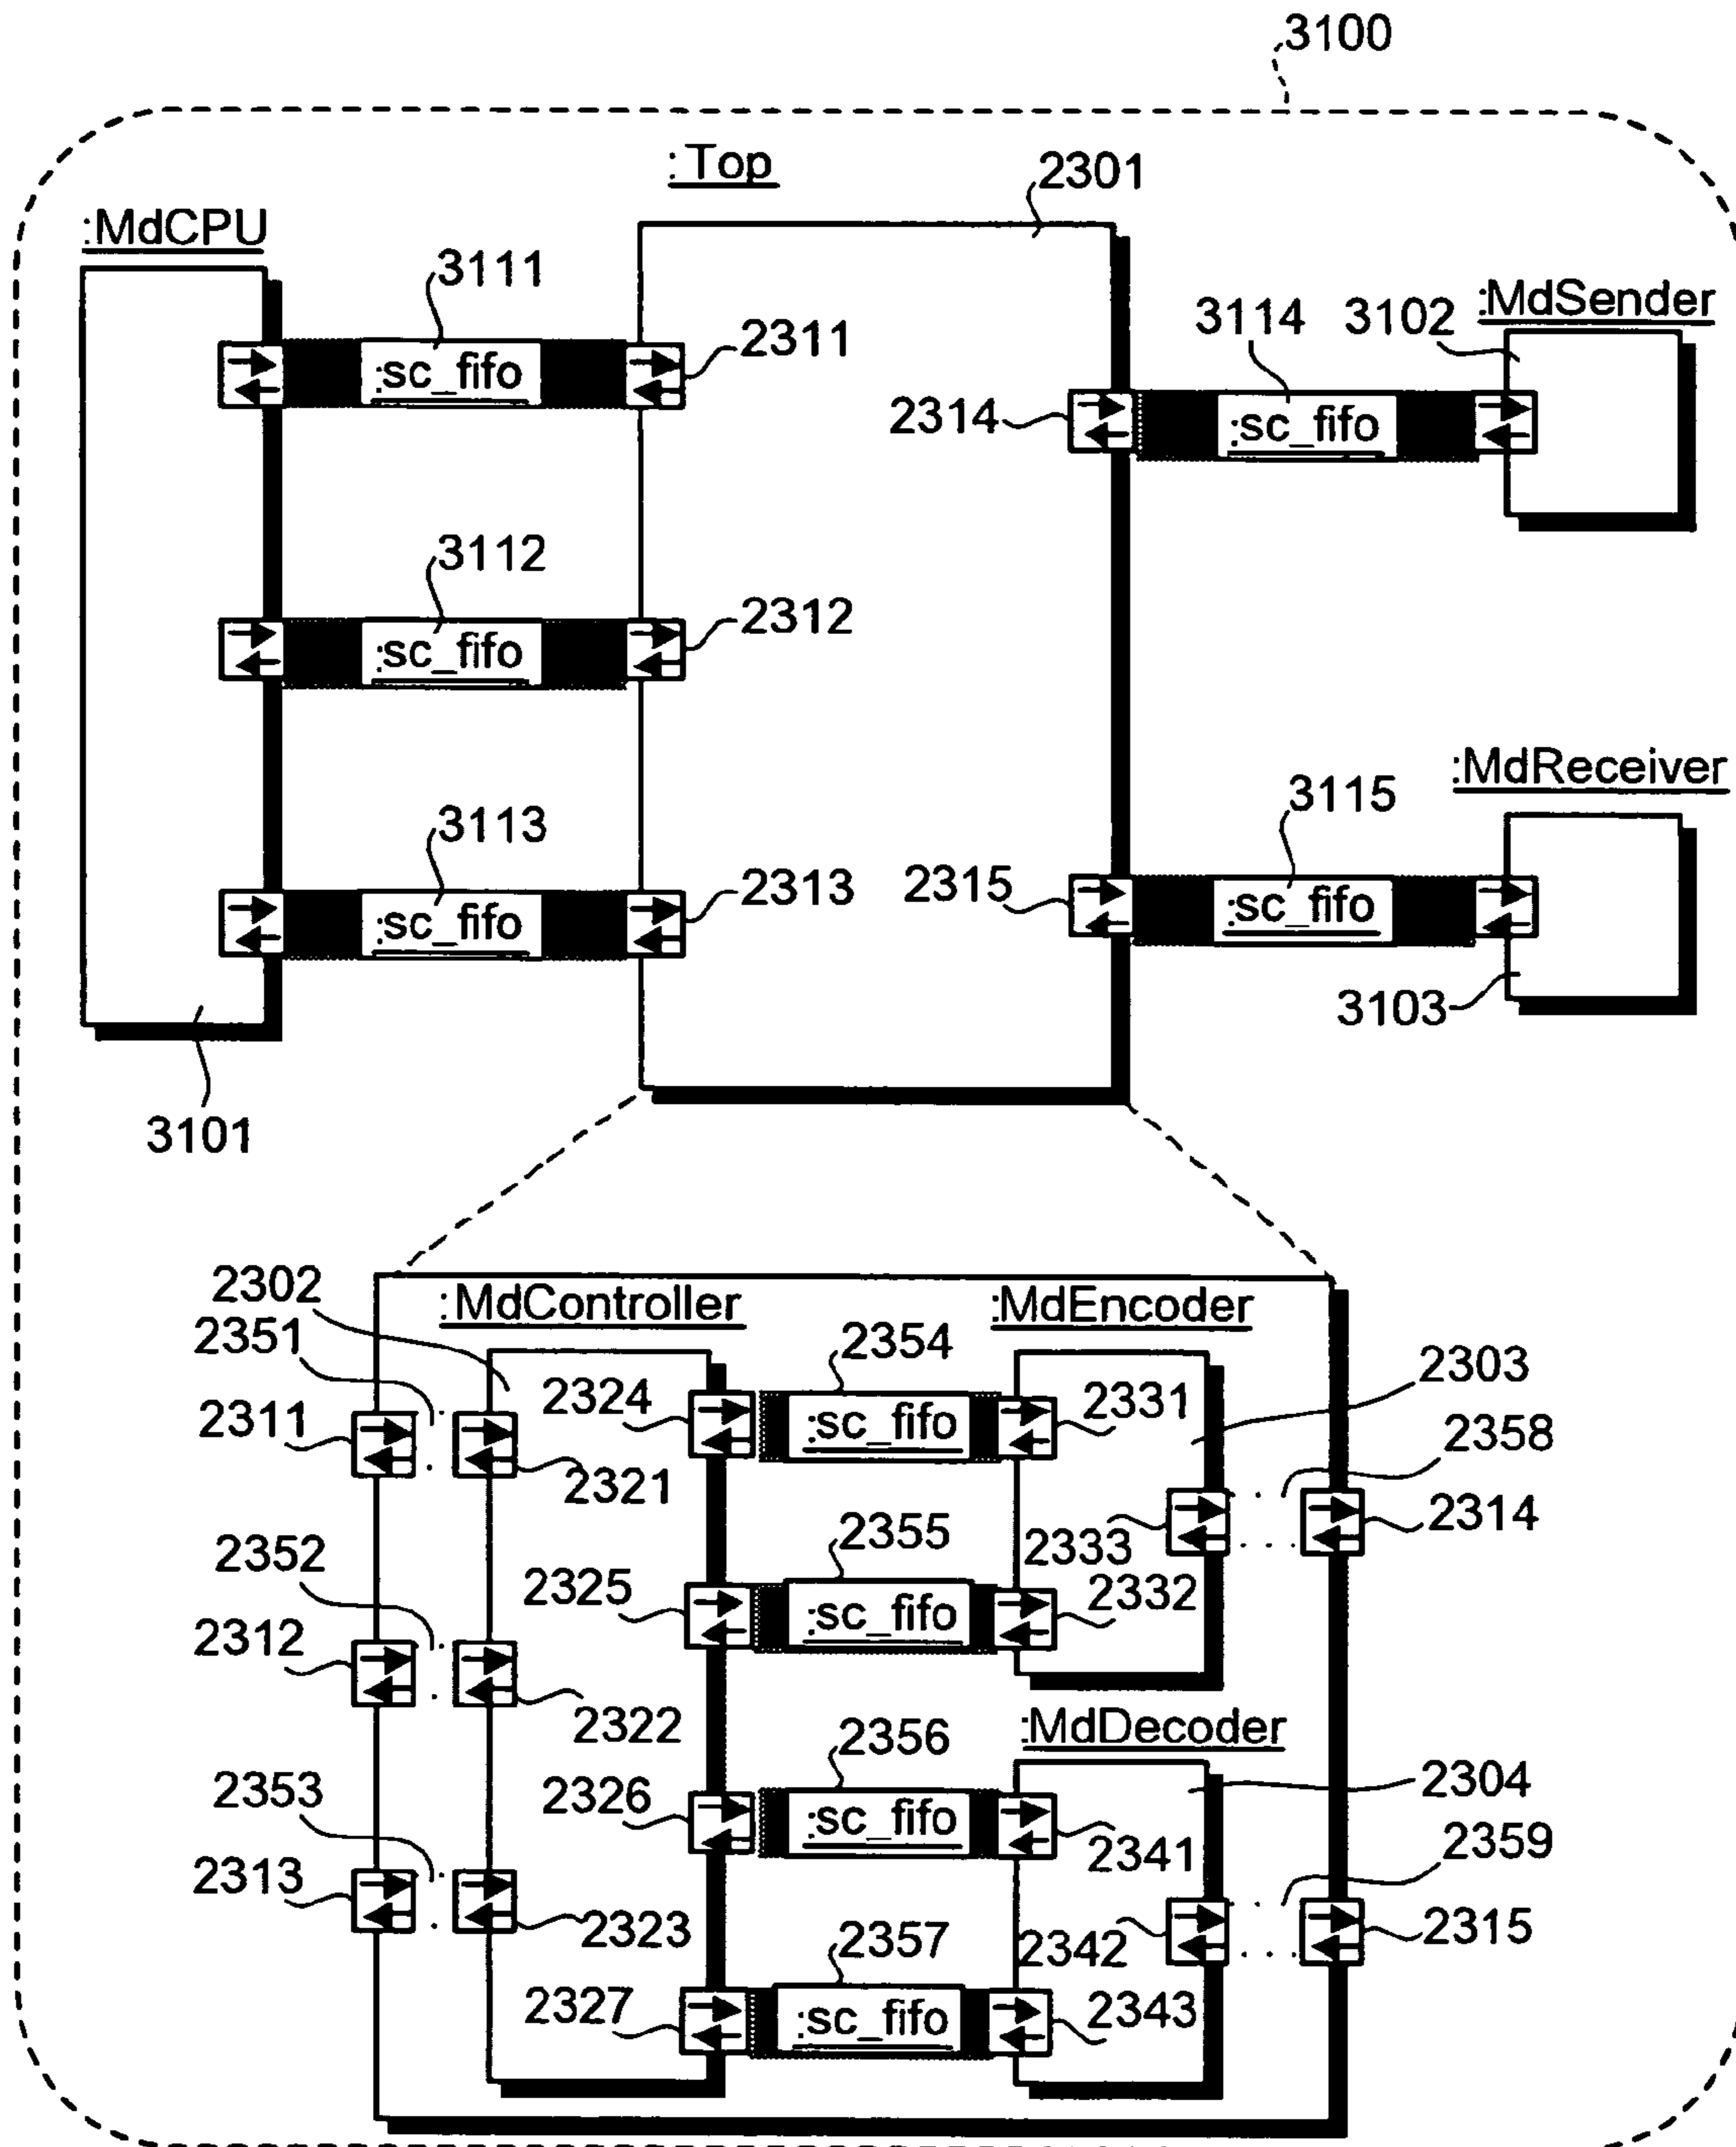 3100
:Top
2301
:MdCPU
3111
:MdSender
3114
3102
:sc_fifo
2311
2314
:sc_fifo
3112
:sc_fifo
2312
:MdReceiver
3113
3115
:sc_fifo
2313
2315
:sc_fifo
3103
3101
2302
:MdController
:MdEncoder
2351
2354
2303
2324
2331
2311
:sc_fifo
2358
2321
2314
2333
2352
2355
2325
2332
2312
:sc_fifo
2322
:MdDecoder
2356
2353
2326
2304
:sc_fifo
2341
2359
2313
2323
2357
2342
2315
2327
2343
:sc_fifo